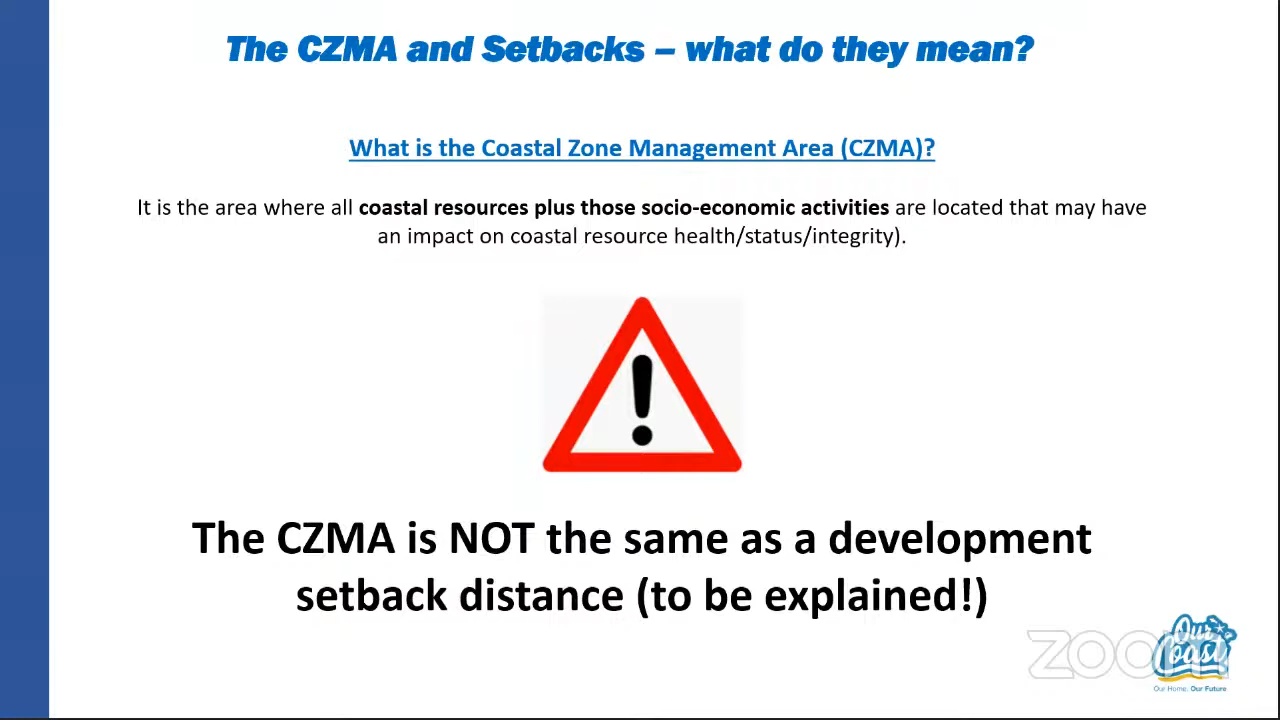 The CZMA and Setbacks – what do they mean?
What is the Coastal Zone Management Area (CZMA)?
It is the area where all coastal resources plus those socio-economic activities are located that may have
an impact on coastal resource health/status/integrity).
The CZMA is NOT the same as a development
setback distance (to be explained!)
zoom
Our
Coast
Our Home, Our Future